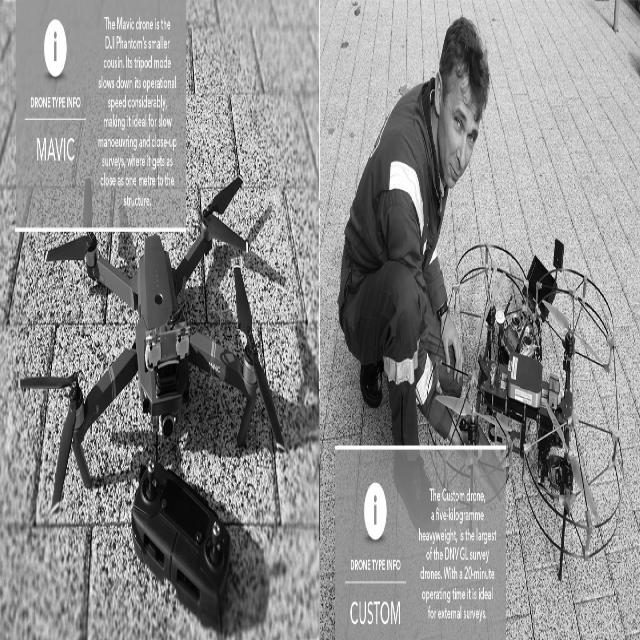 i
DRONE TYPE INFO
MAVIC
The Mavic drone is the
DJI Phantom's smaller
cousin. Its tripod mode
slows down its operational
speed considerably,
making it ideal for slow
manoeuvring and close-up
surveys, where it gets as
close as one metre to the
structure.
i
DRONE TYPE INFO
CUSTOM
The Custom drone,
a five-kilogramme
heavyweight, is the largest
of the DNV GL survey
drones. With a 20-minute
operating time it is ideal
for external surveys.